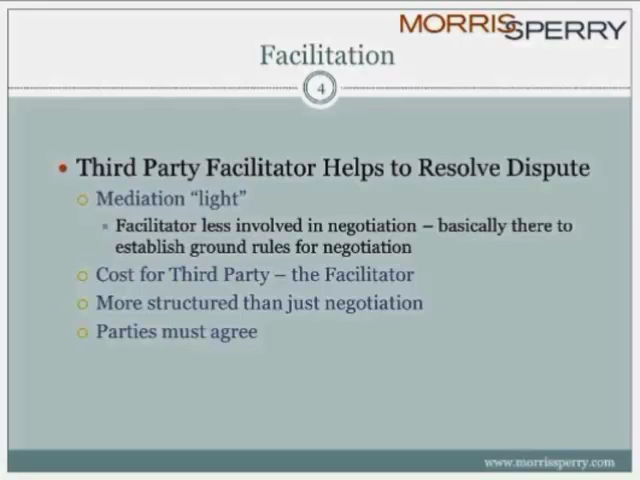 MORRIS SPERRY
Facilitation
4
• Third Party Facilitator Helps to Resolve Dispute
○ Mediation “light”
▪ Facilitator less involved in negotiation – basically there to
establish ground rules for negotiation
○ Cost for Third Party – the Facilitator
○ More structured than just negotiation
○ Parties must agree
www.morrissperry.com